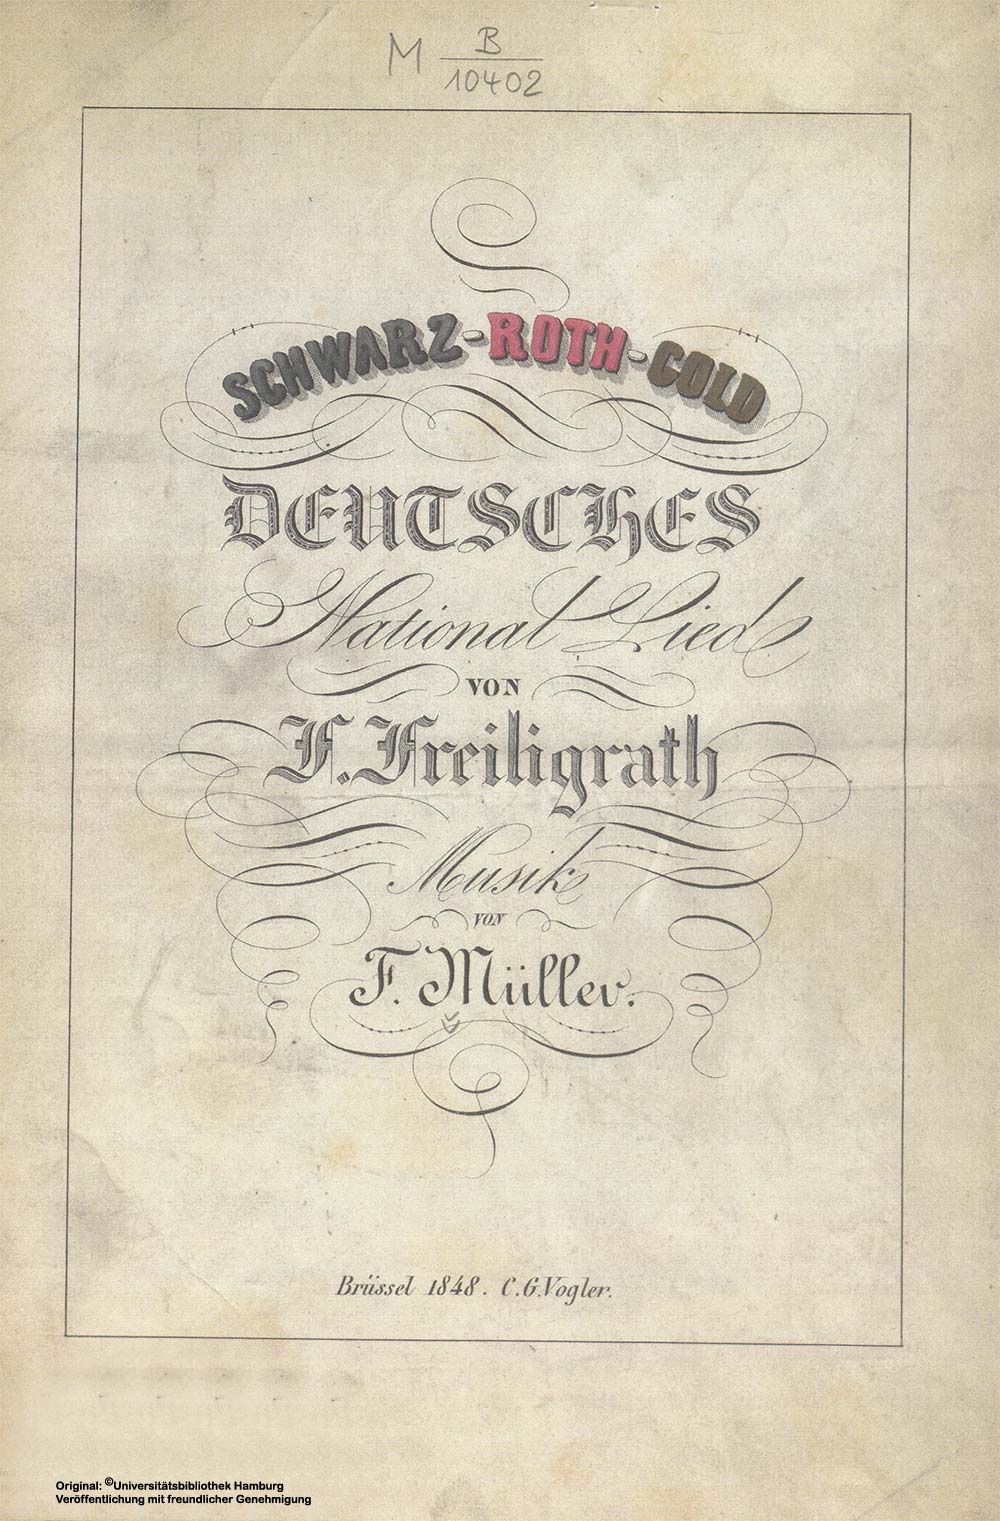 M B
10402
SCHWARZ-ROTH-GOLD
DEUTSCHES
National Lied
VON
F. Freiligrath
Musik
VON
F. Müller.
Brüssel 1848. C.G.Vogler.
Original: ©Universitätsbibliothek Hamburg
Veröffentlichung mit freundlicher Genehmigung